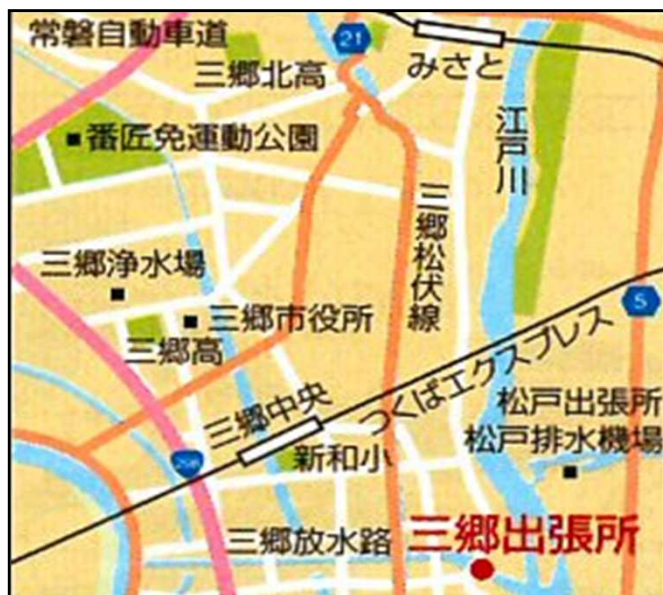 常磐自動車道
21
三郷北高
みさと
番匠免運動公園
江戸川
三郷松伏線
三郷浄水場
5
三郷市役所
三郷高
つくばエクスプレス
三郷中央
松戸出張所
298
新和小
松戸排水機場
三郷放水路
三郷出張所